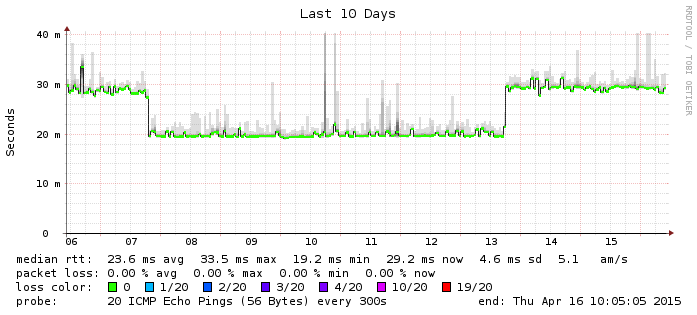 Last 10 Days
RRDTOOL / TOBI OETIKER
Seconds
40 m
30 m
20 m
10 m
0
06 07 08 09 10 11 12 13 14 15
median rtt: 23.6 ms avg 33.5 ms max 19.2 ms min 29.2 ms now 4.6 ms sd 5.1 am/s
packet loss: 0.00 % avg 0.00 % max 0.00 % min 0.00 % now
loss color: 0 1/20 2/20 3/20 4/20 10/20 19/20
probe: 20 ICMP Echo Pings (56 Bytes) every 300s end: Thu Apr 16 10:05:05 2015